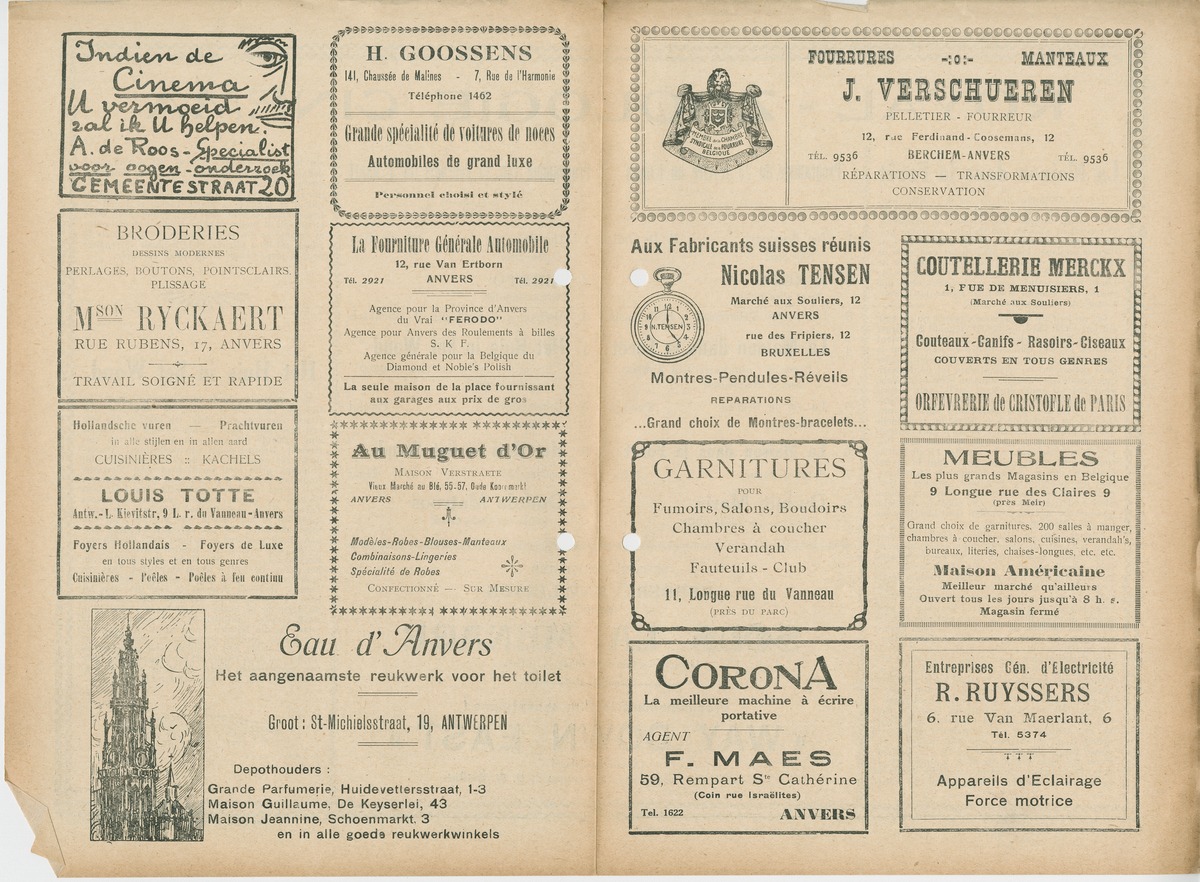 Indien de
Cinema
U vermoeid
zal ik U helpen.
A. de Roos - Specialist
voor oogen-onderzoek
GEMEENTESTRAAT 20
BRODERIES
DESSINS MODERNES
PERLAGES, BOUTONS, POINTSCLAIRS.
PLISSAGE
MSON RYCKAERT
RUE RUBENS, 17, ANVERS
TRAVAIL SOIGNÉ ET RAPIDE
Hollandsche vuren — Prachtvuren
in alle stijlen en in allen aard
CUISINIÈRES :: KACHELS
LOUIS TOTTE
Antw.-L. Kievitstr, 9 L. r. du Vanneau-Anvers
Foyers Hollandais - Foyers de Luxe
en tous styles et en tous genres
Cuisinières - Poêles - Poêles à feu continu
H. GOOSSENS
141, Chaussée de Malines - 7, Rue de l'Harmonie
Téléphone 1462
Grande spécialité de voitures de noces
Automobiles de grand luxe
Personnel choisi et stylé
La Fourniture Générale Automobile
12, rue Van Ertborn
Tél. 2921 ANVERS Tél. 2921
Agence pour la Province d'Anvers
du Vrai "FERODO"
Agence pour Anvers des Roulements à billes
S. K F.
Agence générale pour la Belgique du
Diamond et Noble's Polish
La seule maison de la place fournissant
aux garages aux prix de gros
Au Muguet d'Or
MAISON VERSTRAETE
Vieux Marché au Blé, 55-57, Oude Koornmarkt
ANVERS ANTWERPEN
Modèles-Robes-Blouses-Manteaux
Combinaisons-Lingeries
Spécialité de Robes
CONFECTIONNÉ — SUR MESURE
Eau d'Anvers
Het aangenaamste reukwerk voor het toilet
Groot: St-Michielsstraat, 19, ANTWERPEN
Depothouders :
Grande Parfumerie, Huidevettersstraat, 1-3
Maison Guillaume, De Keyserlei, 43
Maison Jeannine, Schoenmarkt. 3
en in alle goede reukwerkwinkels
MEMBRE DE LA CHAMBRE
SYNDICALE DE LA FOURRURE
BELGIQUE
FOURRURES -:o:- MANTEAUX
J. VERSCHUEREN
PELLETIER - FOURREUR
12, rue Ferdinand-Coosemans, 12
TÉL. 9536 BERCHEM-ANVERS TÉL. 9536
RÉPARATIONS — TRANSFORMATIONS
CONSERVATION
Aux Fabricants suisses réunis
Nicolas TENSEN
N.TENSEN
Marché aux Souliers, 12
ANVERS
rue des Fripiers, 12
BRUXELLES
Montres-Pendules-Réveils
REPARATIONS
...Grand choix de Montres-bracelets...
COUTELLERIE MERCKX
1, FUE DE MENUISIERS, 1
(Marché aux Souliers)
Couteaux-Canifs - Rasoirs-Ciseaux
COUVERTS EN TOUS GENRES
ORFEVRERIE de CRISTOFLE de PARIS
GARNITURES
POUR
Fumoirs, Salons, Boudoirs
Chambres à coucher
Verandah
Fauteuils - Club
11, Longue rue du Vanneau
(PRÈS DU PARC)
MEUBLES
Les plus grands Magasins en Belgique
9 Longue rue des Claires 9
(près Meir)
Grand choix de garnitures. 200 salles à manger,
chambres à coucher, salons, cuisines, verandah's,
bureaux, literies, chaises-longues, etc. etc.
Maison Américaine
Meilleur marché qu'ailleurs
Ouvert tous les jours jusqu'à 8 h. s.
Magasin fermé
CORONA
La meilleure machine à écrire
portative
AGENT
F. MAES
59, Rempart Ste Cathérine
(Coin rue Israëlites)
Tel. 1622 ANVERS
Entreprises Gén. d'Electricité
R. RUYSSERS
6, rue Van Maerlant, 6
Tél. 5374
Appareils d'Eclairage
Force motrice